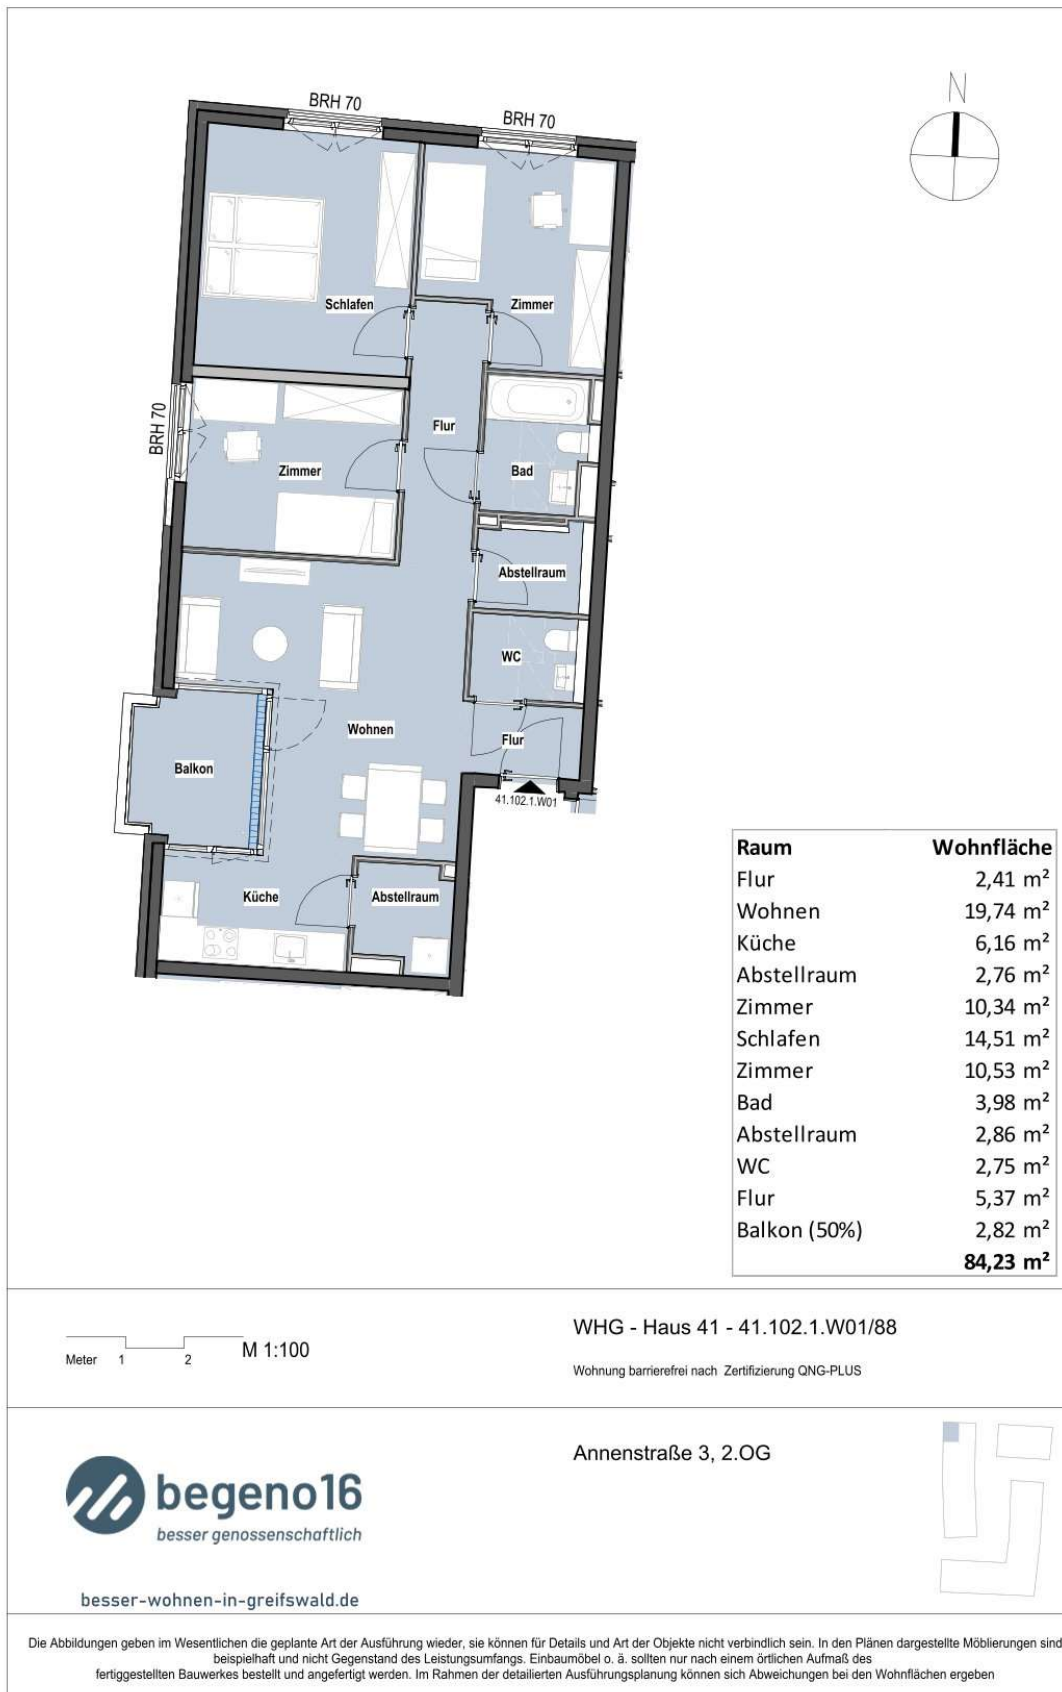 N
BRH 70
BRH 70
Schlafen
Zimmer
BRH 70
Flur
Zimmer
Bad
Abstellraum
WC
Wohnen
Flur
Balkon
41.102.1.W01
Küche
Abstellraum
Raum Wohnfläche
Flur 2,41 m²
Wohnen 19,74 m²
Küche 6,16 m²
Abstellraum 2,76 m²
Zimmer 10,34 m²
Schlafen 14,51 m²
Zimmer 10,53 m²
Bad 3,98 m²
Abstellraum 2,86 m²
WC 2,75 m²
Flur 5,37 m²
Balkon (50%) 2,82 m²
84,23 m²
Meter 1 2 M 1:100
WHG - Haus 41 - 41.102.1.W01/88
Wohnung barrierefrei nach Zertifizierung QNG-PLUS
Annenstraße 3, 2.OG
begeno16
besser genossenschaftlich
besser-wohnen-in-greifswald.de
Die Abbildungen geben im Wesentlichen die geplante Art der Ausführung wieder, sie können für Details und Art der Objekte nicht verbindlich sein. In den Plänen dargestellte Möblierungen sind
beispielhaft und nicht Gegenstand des Leistungsumfangs. Einbaumöbel o. ä. sollten nur nach einem örtlichen Aufmaß des
fertiggestellten Bauwerkes bestellt und angefertigt werden. Im Rahmen der detailierten Ausführungsplanung können sich Abweichungen bei den Wohnflächen ergeben